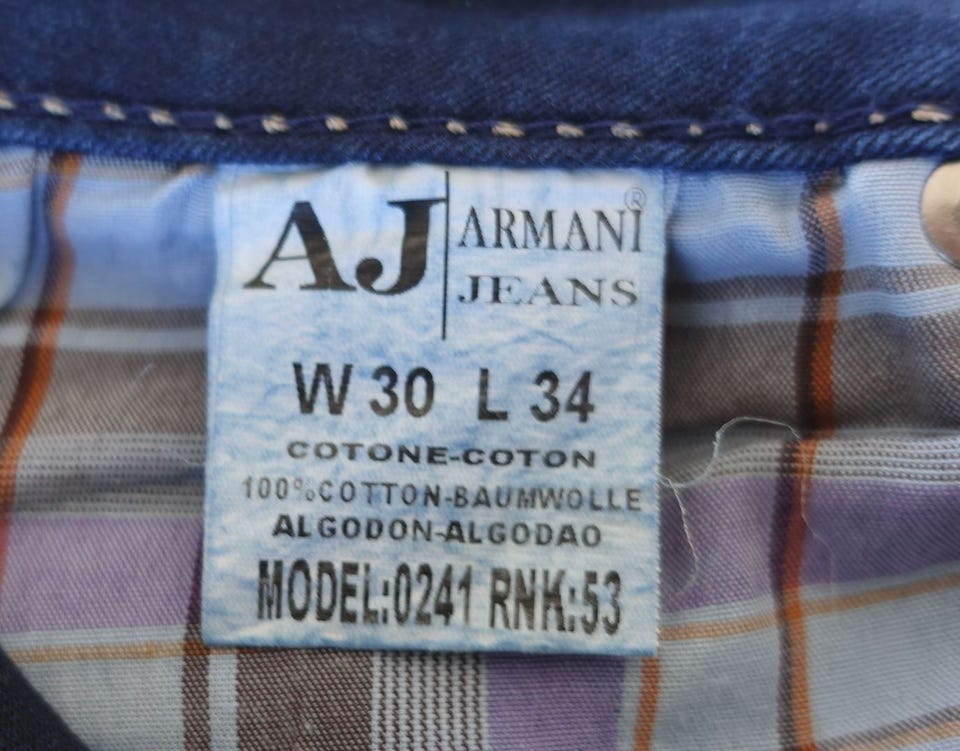 AJ ARMANI®
JEANS
W 30 L 34
COTONE-COTON
100%COTTON-BAUMWOLLE
ALGODON-ALGODAO
MODEL:0241 RNK:53